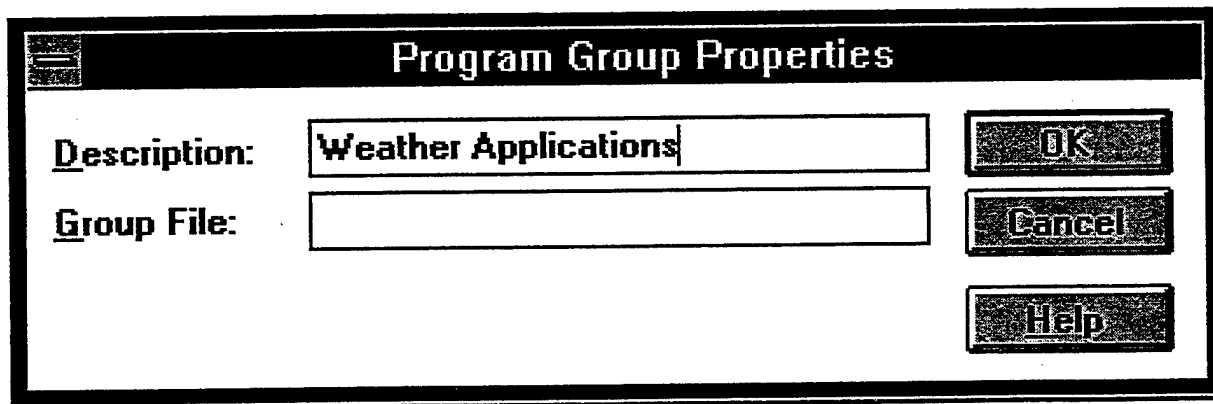 Program Group Properties
Description: Weather Applications OK
Group File: Cancel
Help